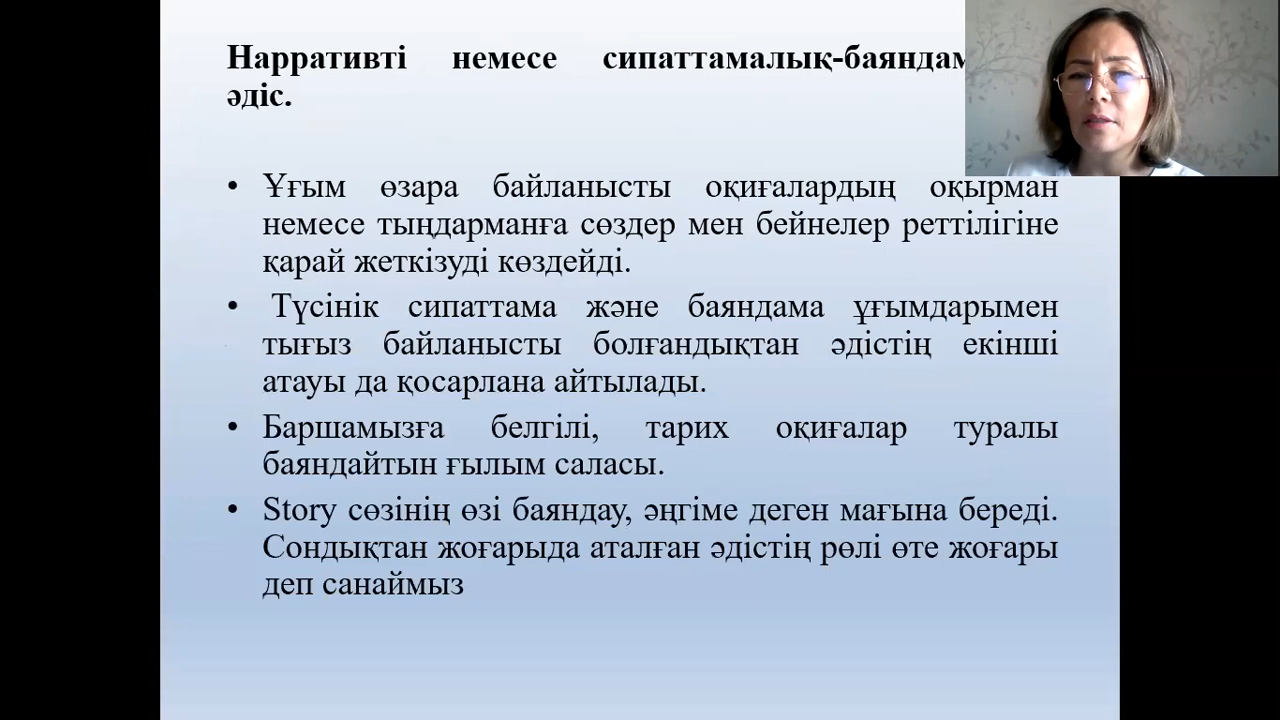 Нарративті немесе сипаттамалық-баяндам
әдіс.
• Ұғым өзара байланысты оқиғалардың оқырман
немесе тыңдарманға сөздер мен бейнелер реттілігіне
қарай жеткізуді көздейді.
• Түсінік сипаттама және баяндама ұғымдарымен
тығыз байланысты болғандықтан әдістің екінші
атауы да қосарлана айтылады.
• Баршамызға белгілі, тарих оқиғалар туралы
баяндайтын ғылым саласы.
• Story сөзінің өзі баяндау, әңгіме деген мағына береді.
Сондықтан жоғарыда аталған әдістің рөлі өте жоғары
деп санаймыз